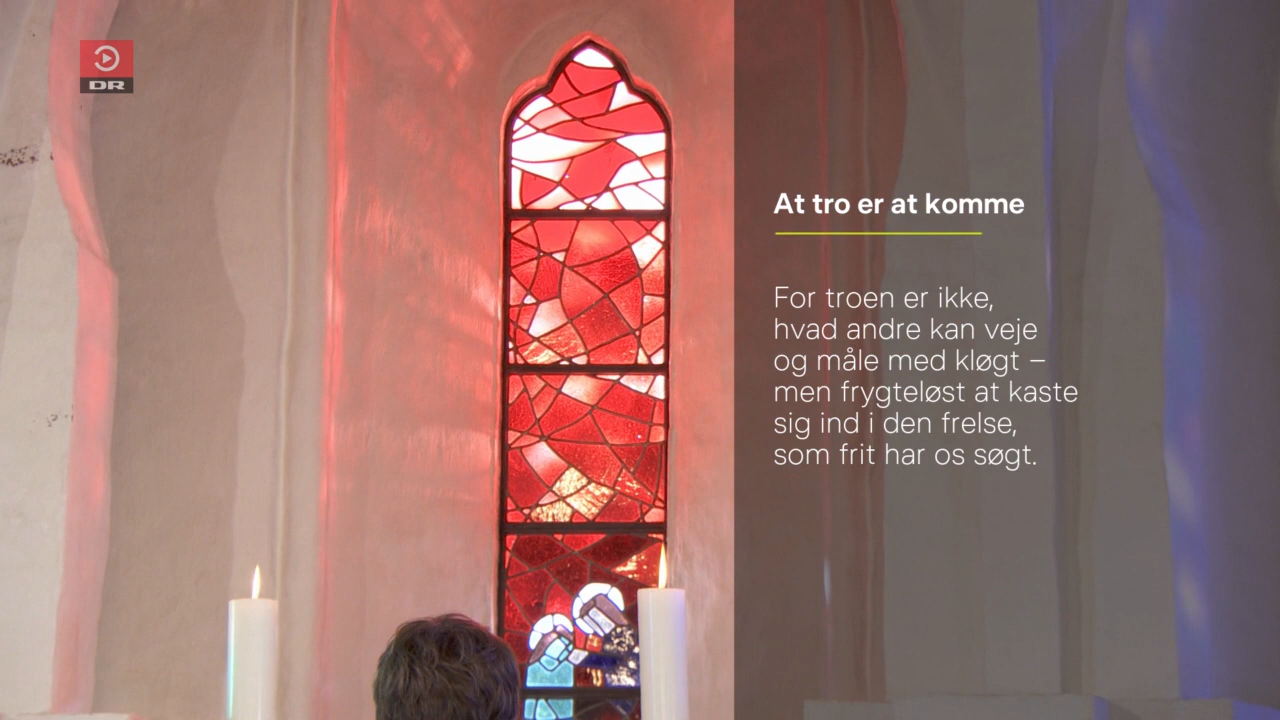 DR
At tro er at komme
For troen er ikke,
hvad andre kan veje
og måle med kløgt –
men frygteløst at kaste
sig ind i den frelse,
som frit har os søgt.